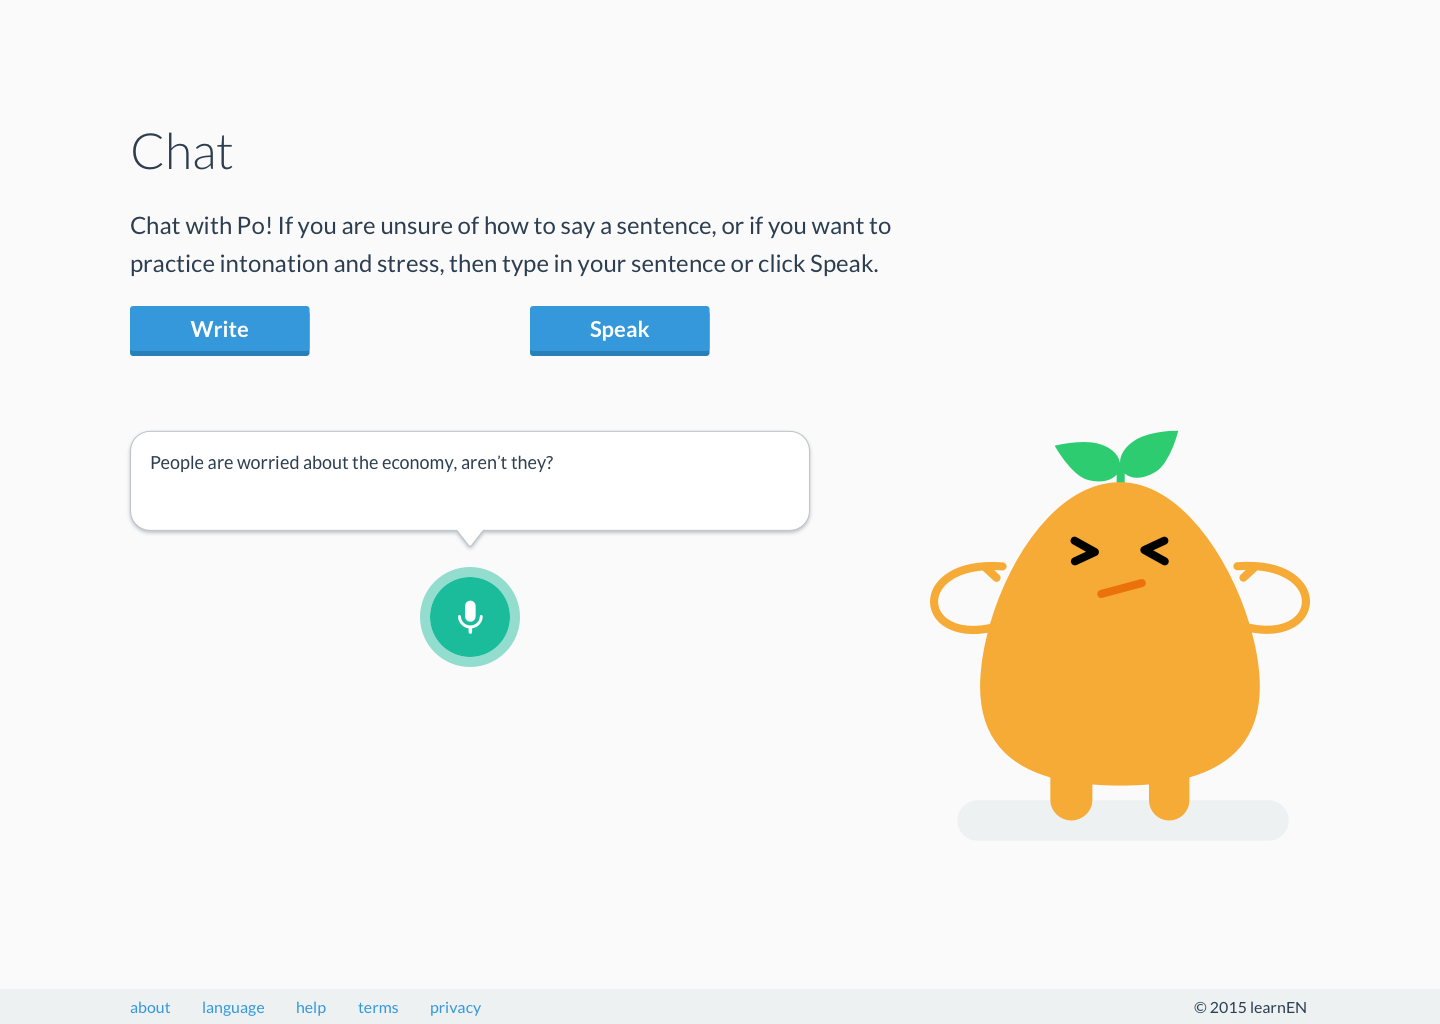 Chat
Chat with Po! If you are unsure of how to say a sentence, or if you want to
practice intonation and stress, then type in your sentence or click Speak.
Write
Speak
People are worried about the economy, aren’t they?
about language help terms privacy
© 2015 learnEN